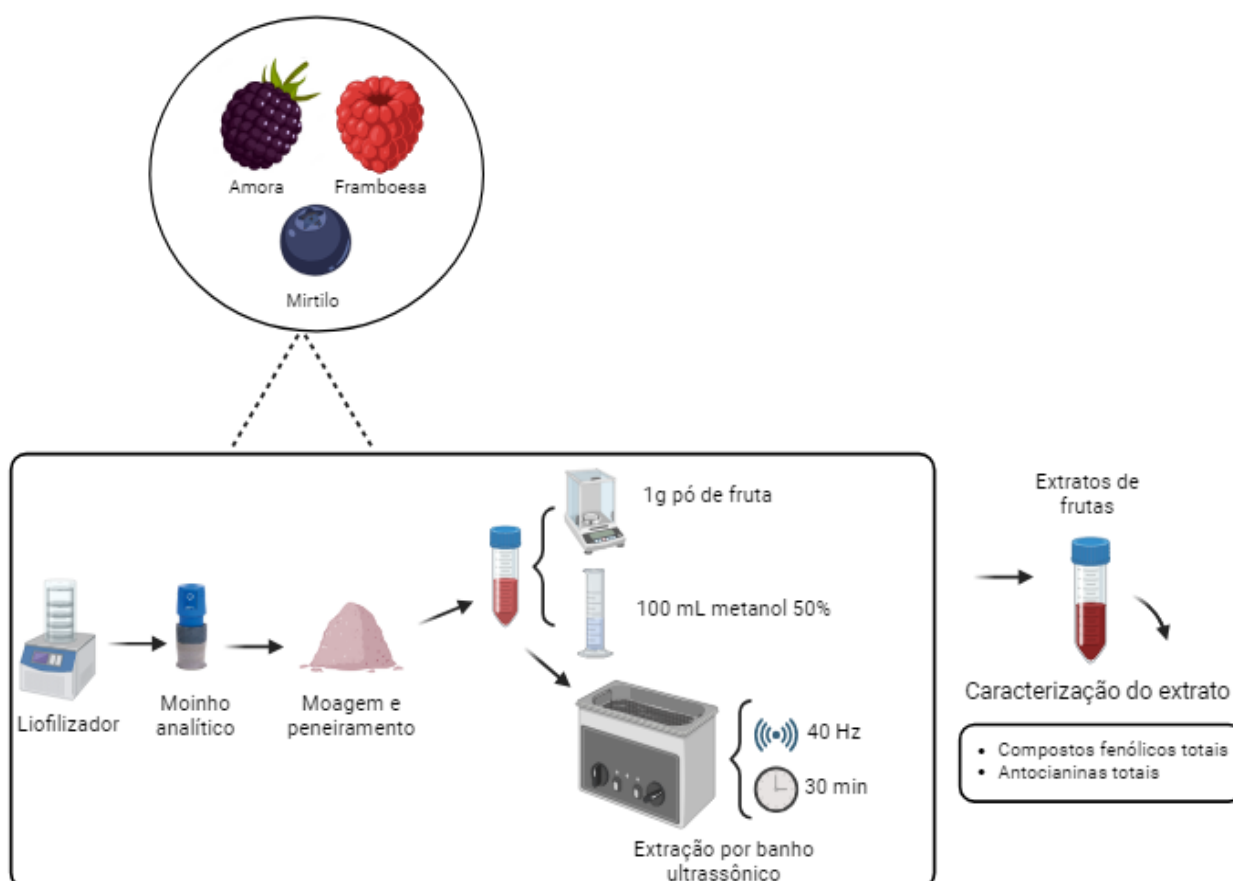 Amora
Framboesa
Mirtilo
Liofilizador
Moinho
analítico
Moagem e
peneiramento
1g pó de fruta
100 mL metanol 50%
40 Hz
30 min
Extração por banho
ultrassônico
Extratos de
frutas
Caracterização do extrato
• Compostos fenólicos totais
• Antocianinas totais